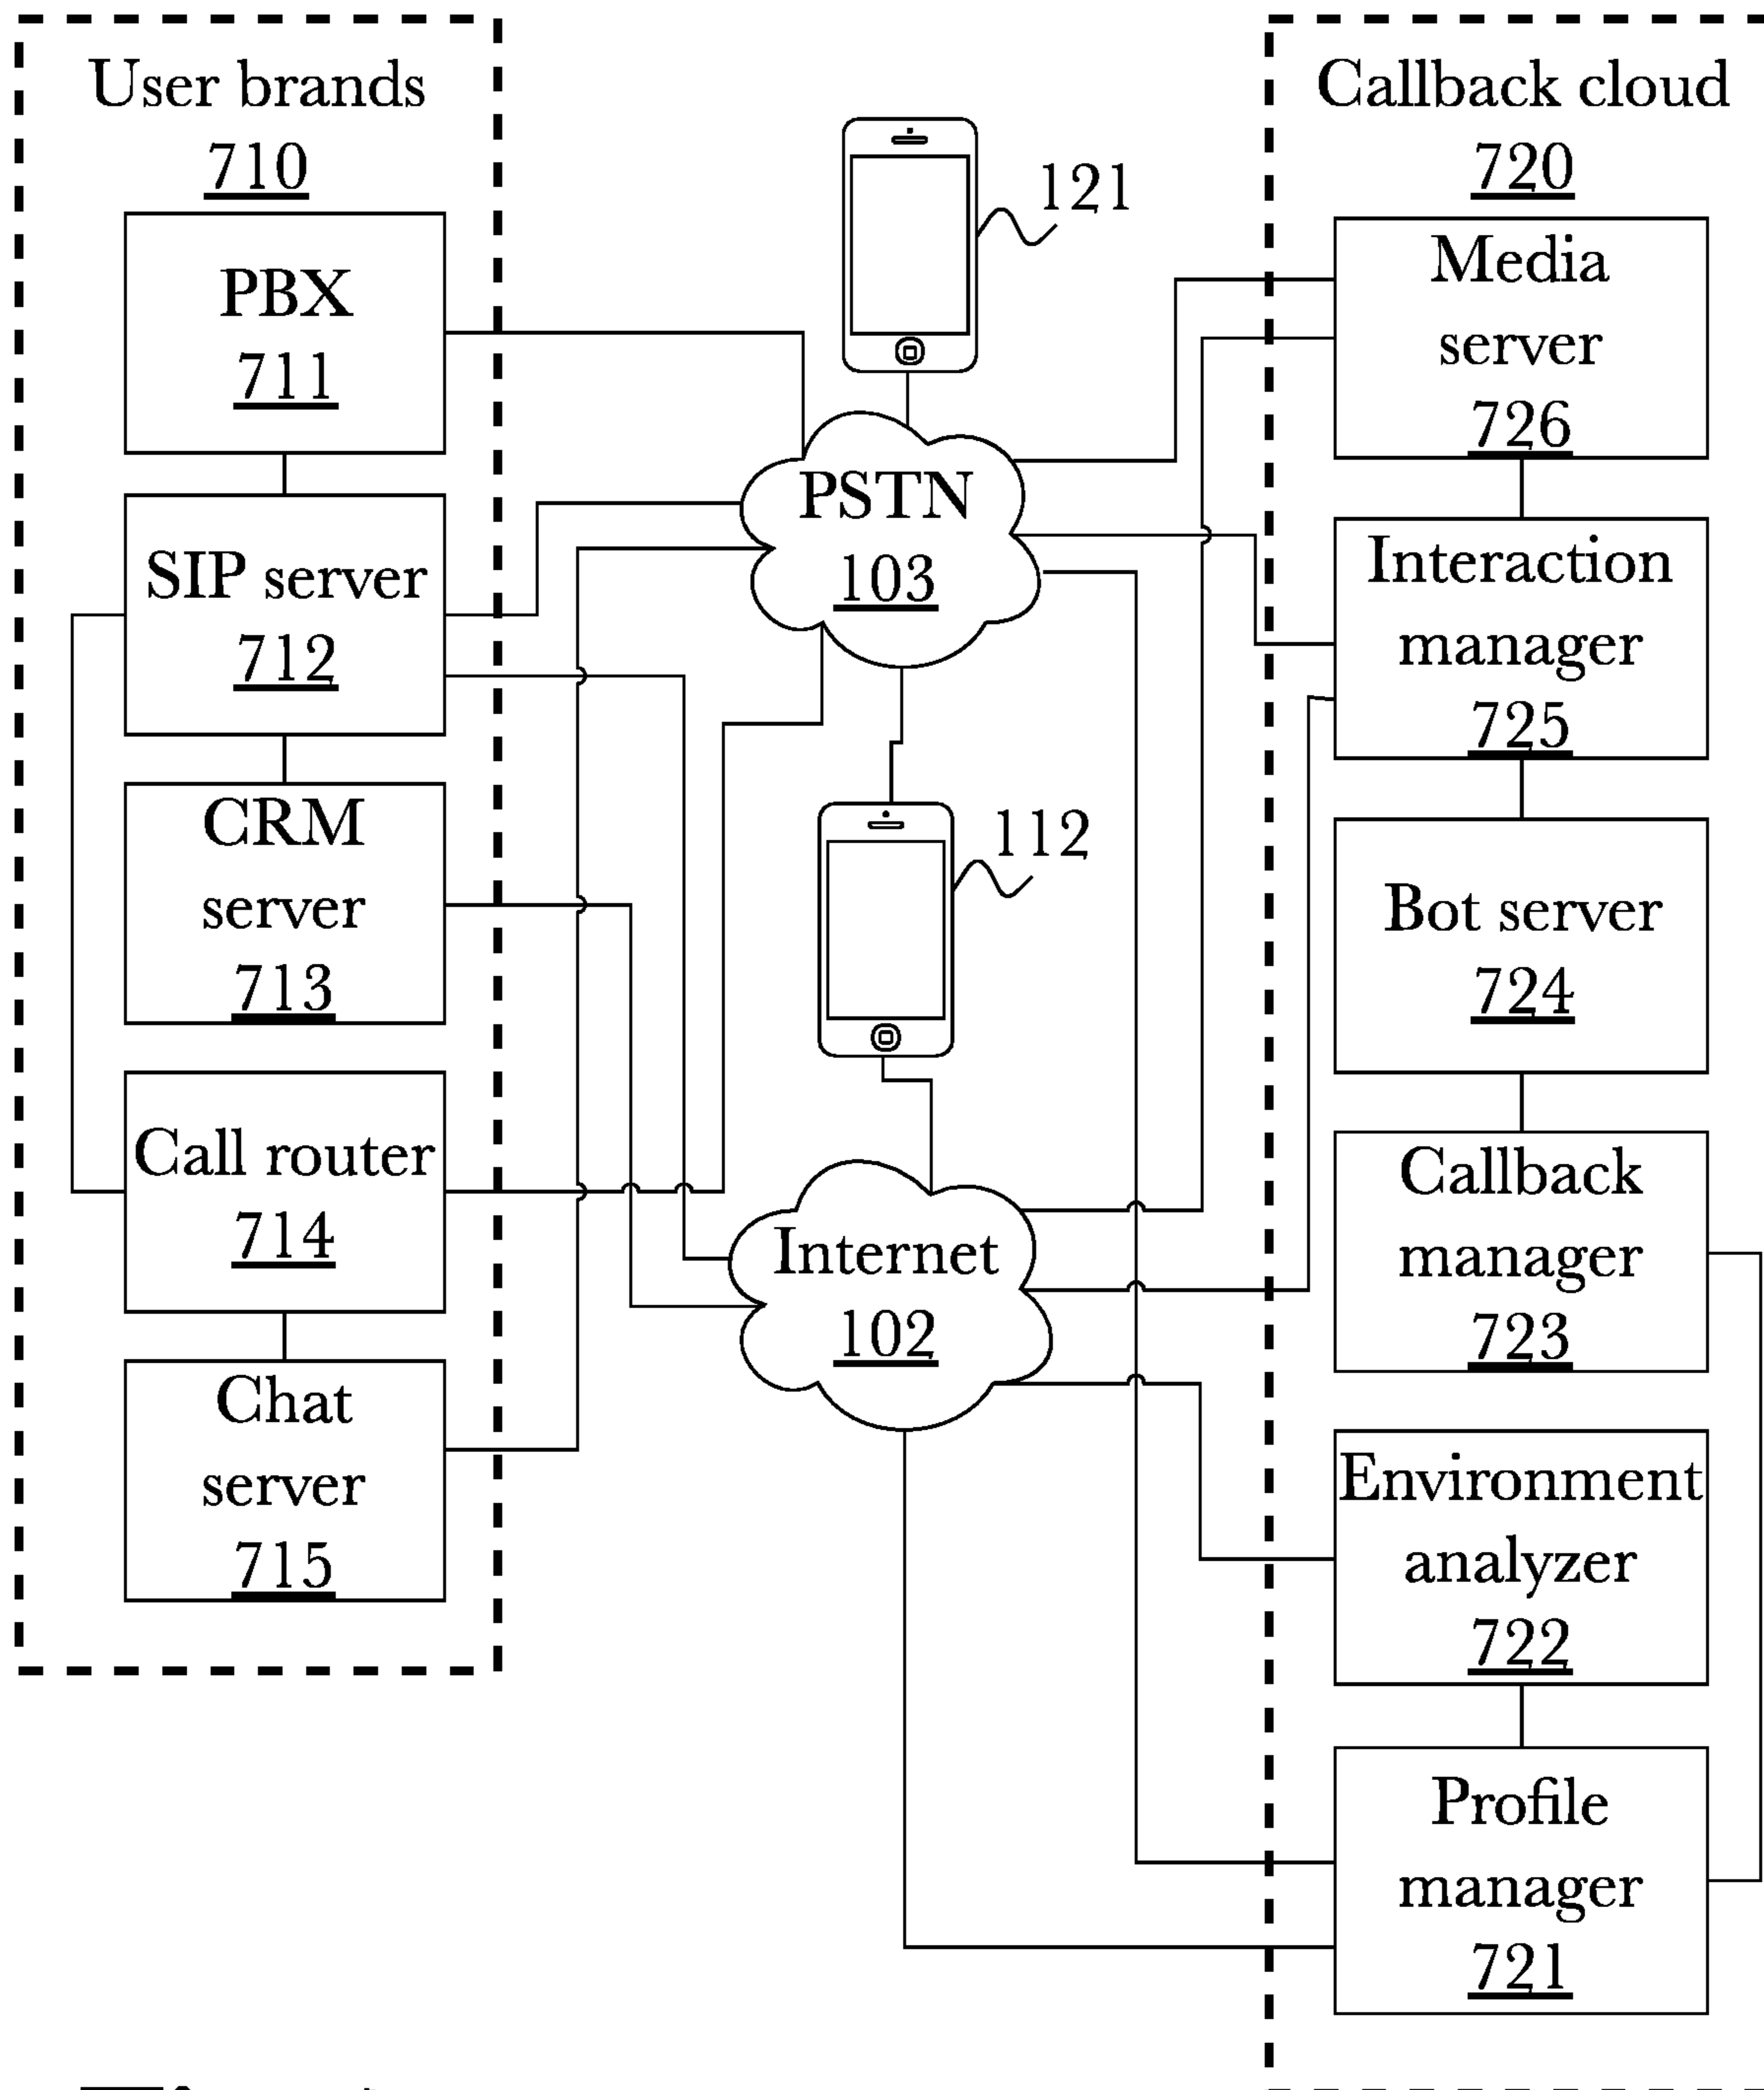 User brands
710
PBX
711
SIP server
712
CRM
server
713
Call router
714
Chat
server
715
121
PSTN
103
112
Internet
102
Callback cloud
720
Media
server
726
Interaction
manager
725
Bot server
724
Callback
manager
723
Environment
analyzer
722
Profile
manager
721